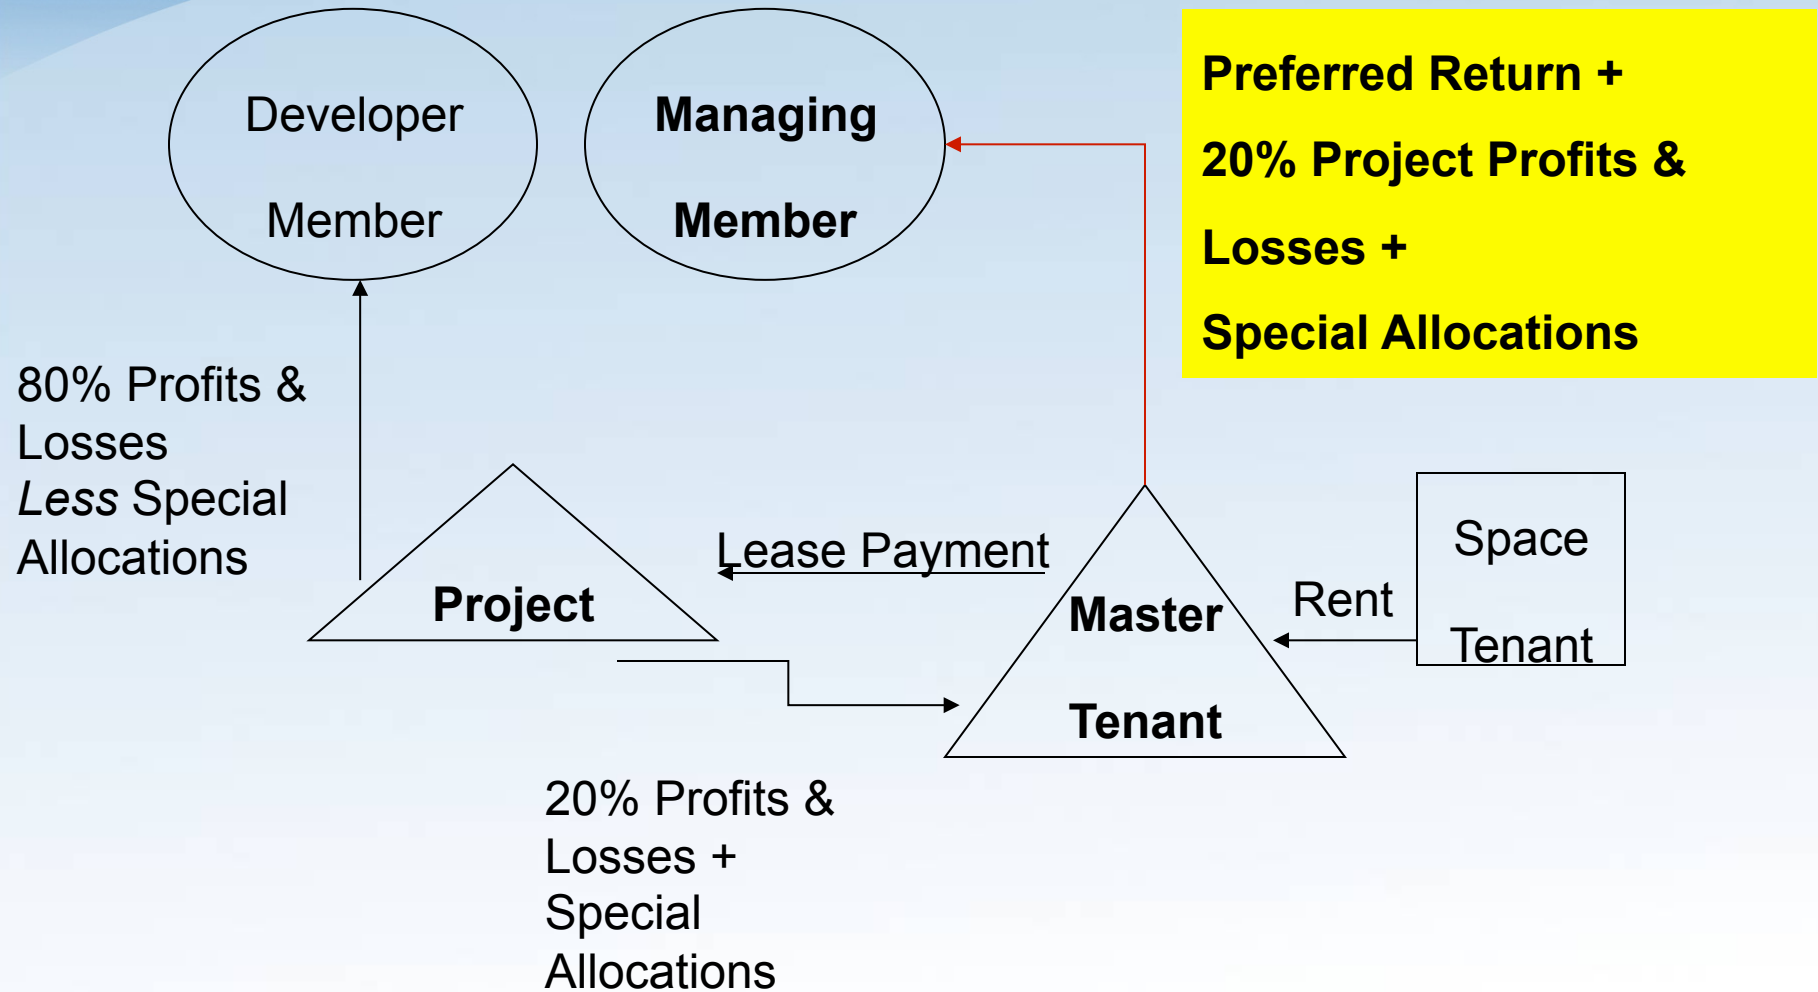 Developer
Member
Managing
Member
Preferred Return +
20% Project Profits &
Losses +
Special Allocations
80% Profits &
Losses
Less Special
Allocations
Project
Lease Payment
Master
Tenant
Rent
Space
Tenant
20% Profits &
Losses +
Special
Allocations